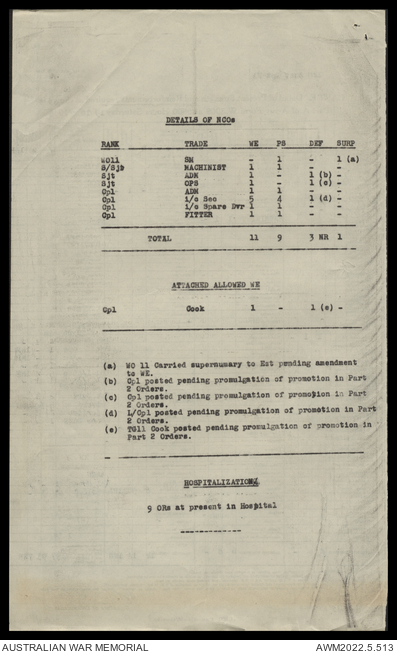 DETAILS OF NCOs
RANK TRADE WE PS DEF SURP
WO11 SM - 1 - 1 (a)
S/Sjt MACHINIST 1 1 - -
Sjt ADM 1 - 1 (b) -
Sjt OPS 1 - 1 (c) -
Cpl ADM 1 1 - -
Cpl i/c Sec 5 4 1 (d) -
Cpl i/c Spare Dvr 1 1 - -
Cpl FITTER 1 1 - -
TOTAL 11 9 3 NR 1
ATTACHED ALLOWED WE
Cpl Cook 1 - 1 (e) -
(a) WO 11 Carried supernumary to Est pending amendment
to WE.
(b) Cpl posted pending promulgation of promotion in Part
2 Orders.
(c) Cpl posted pending promulgation of promotion in Part
2 Orders.
(d) L/Cpl posted pending promulgation of promotion in Part
2 Orders.
(e) TG11 Cook posted pending promulgation of promotion in
Part 2 Orders.
HOSPITALIZATION
9 ORs at present in Hospital
AUSTRALIAN WAR MEMORIAL
AWM2022.5.513